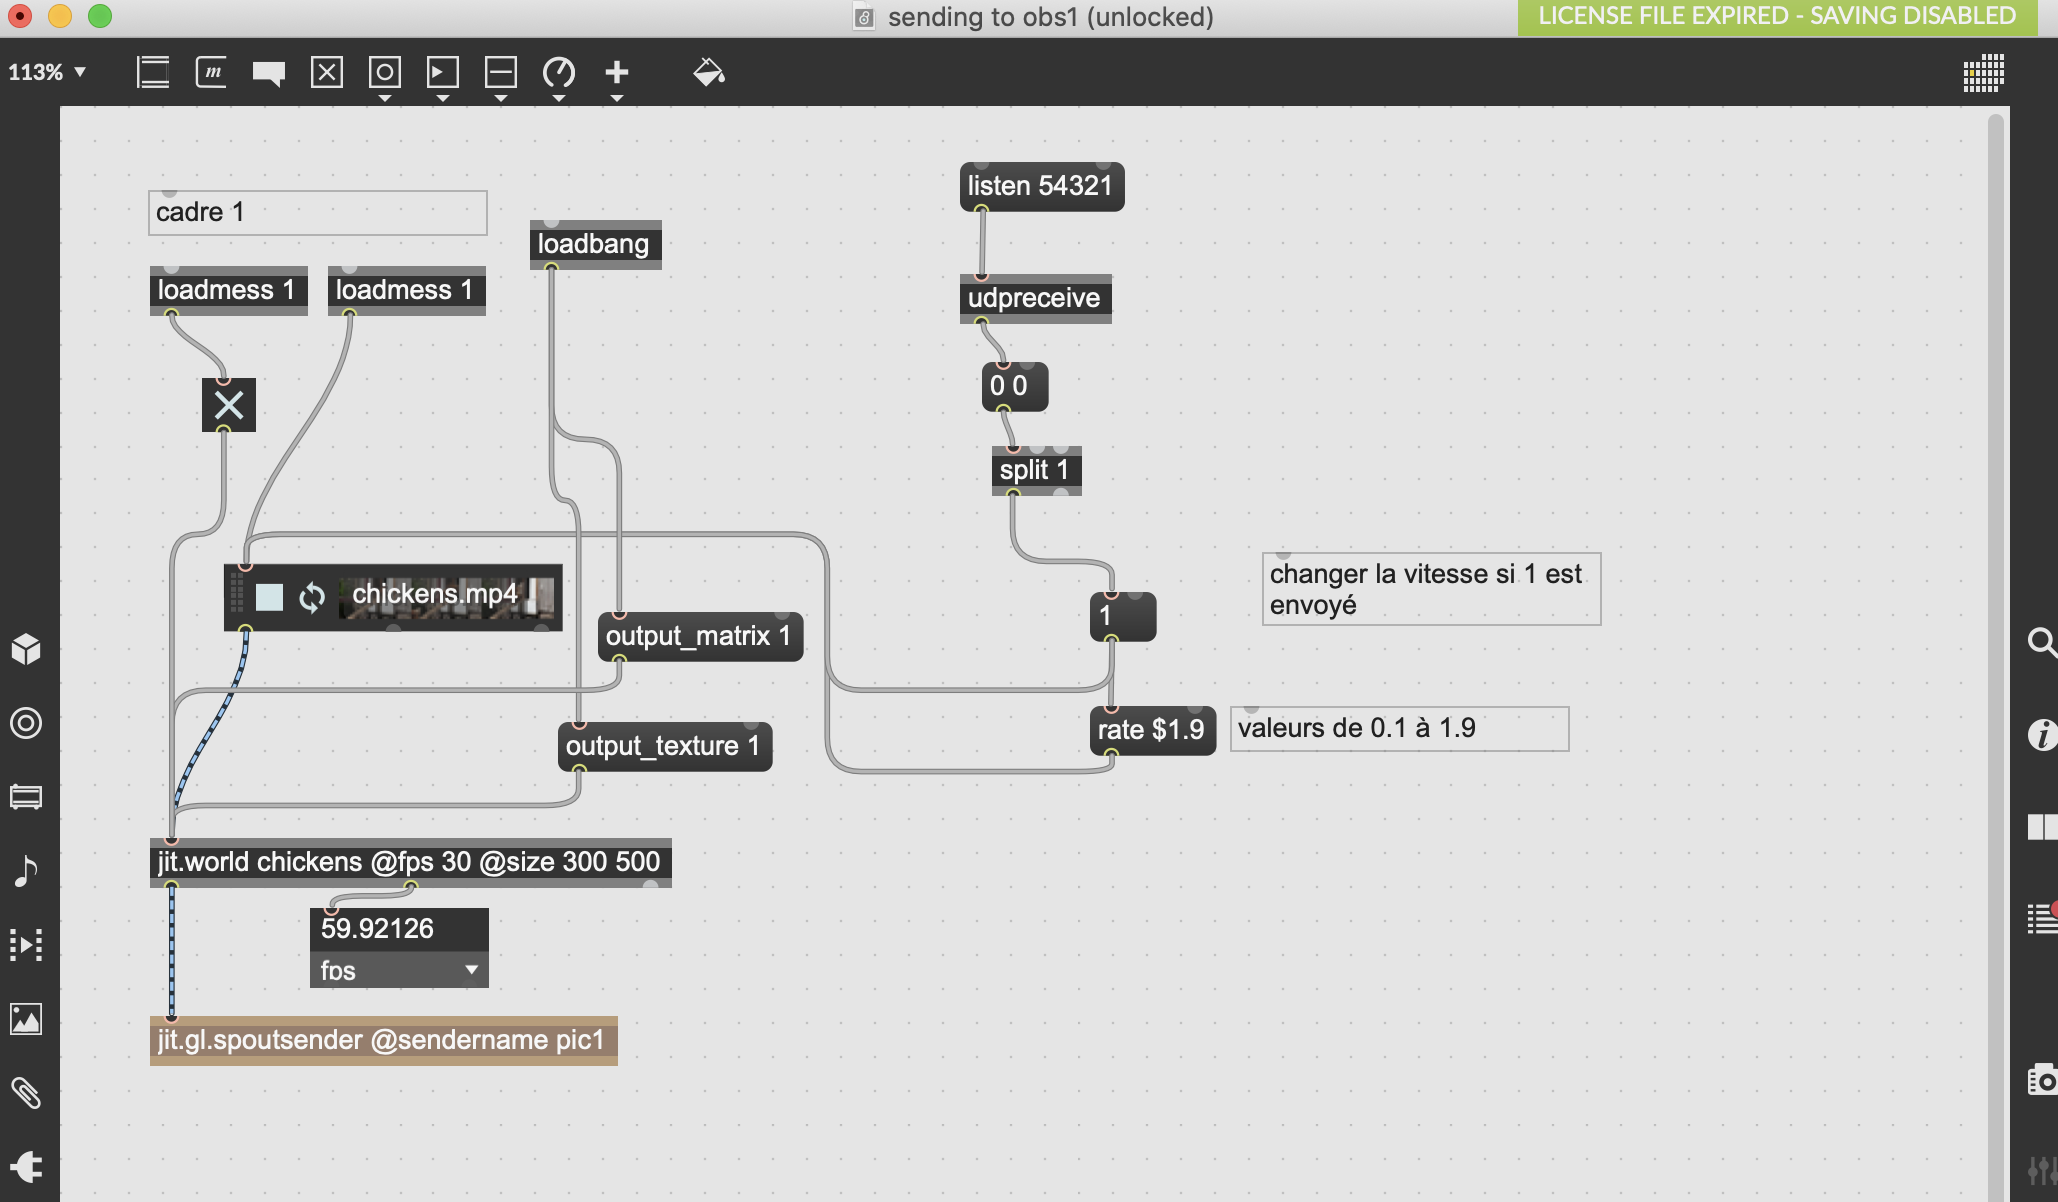 sending to obs1 (unlocked)
LICENSE FILE EXPIRED - SAVING DISABLED
113%
m
cadre 1
loadmess 1
loadmess 1
loadbang
listen 54321
udpreceive
0 0
split 1
chickens.mp4
output_matrix 1
output_texture 1
1
changer la vitesse si 1 est
envoyé
rate $1.9
valeurs de 0.1 à 1.9
jit.world chickens @fps 30 @size 300 500
59.92126
fps
jit.gl.spoutsender @sendername pic1